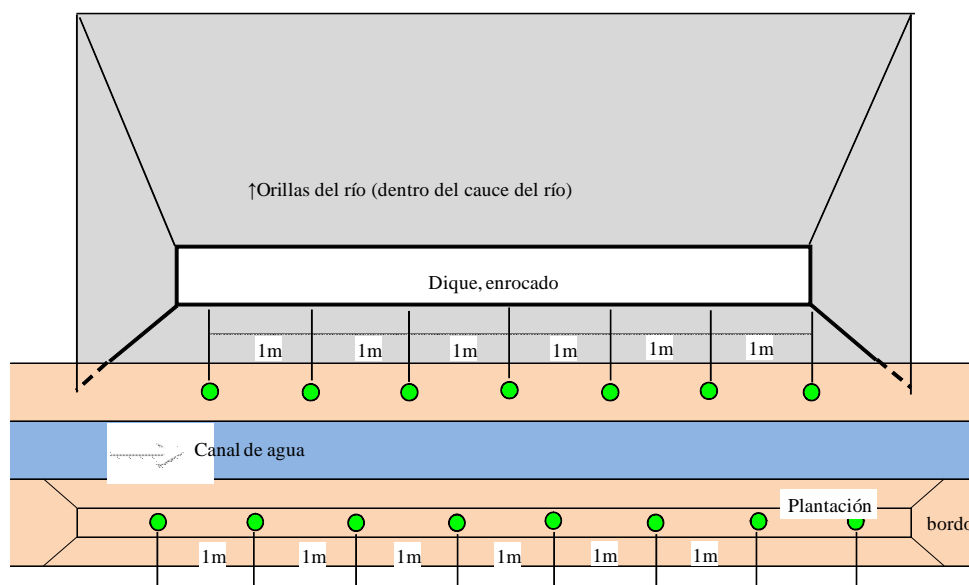 ↑Orillas del río (dentro del cauce del río)
Dique, enrocado
1m 1m 1m 1m 1m 1m
Canal de agua
Plantación
bordo
1m 1m 1m 1m 1m 1m